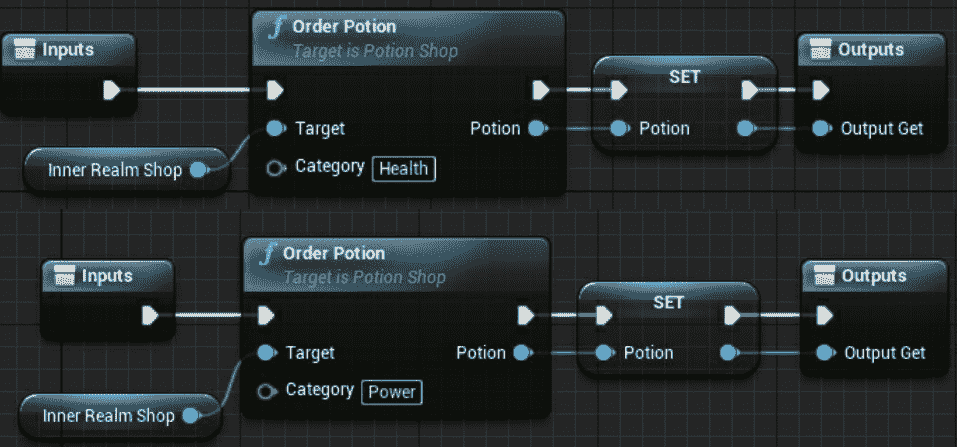 Inputs
Order Potion
Target is Potion Shop
SET
Outputs
Target
Potion
Potion
Output Get
Inner Realm Shop
Category Health
Inputs
Order Potion
Target is Potion Shop
SET
Outputs
Target
Potion
Potion
Output Get
Category Power
Inner Realm Shop